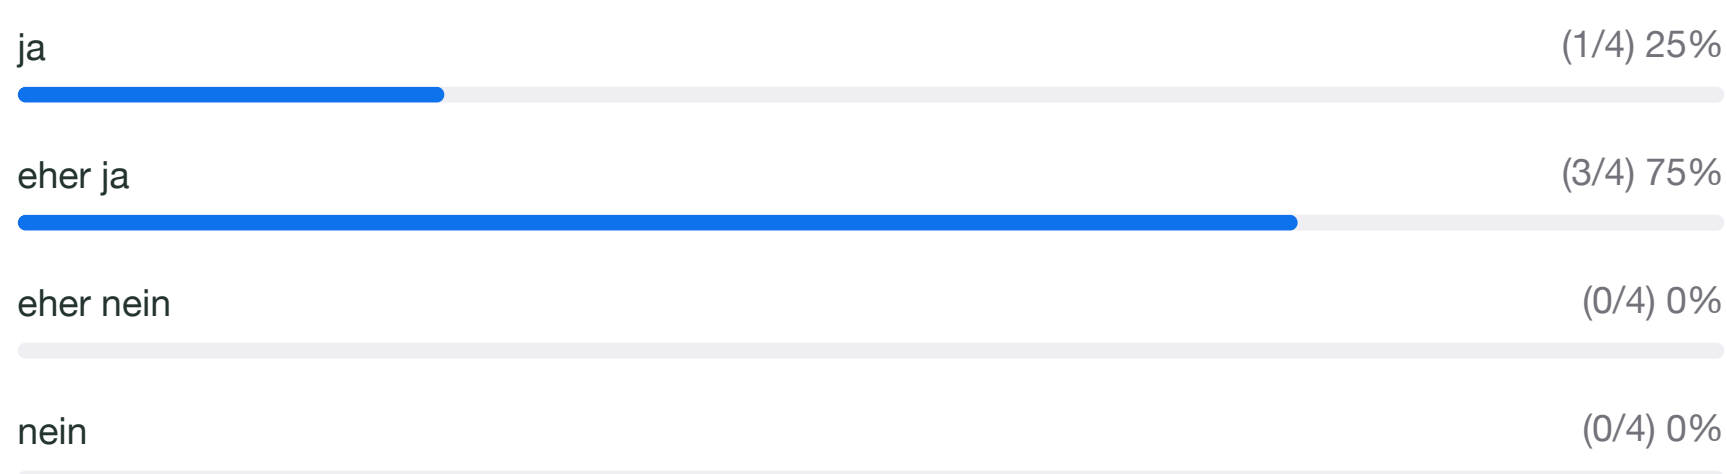 ja (1/4) 25%
eher ja (3/4) 75%
eher nein (0/4) 0%
nein (0/4) 0%